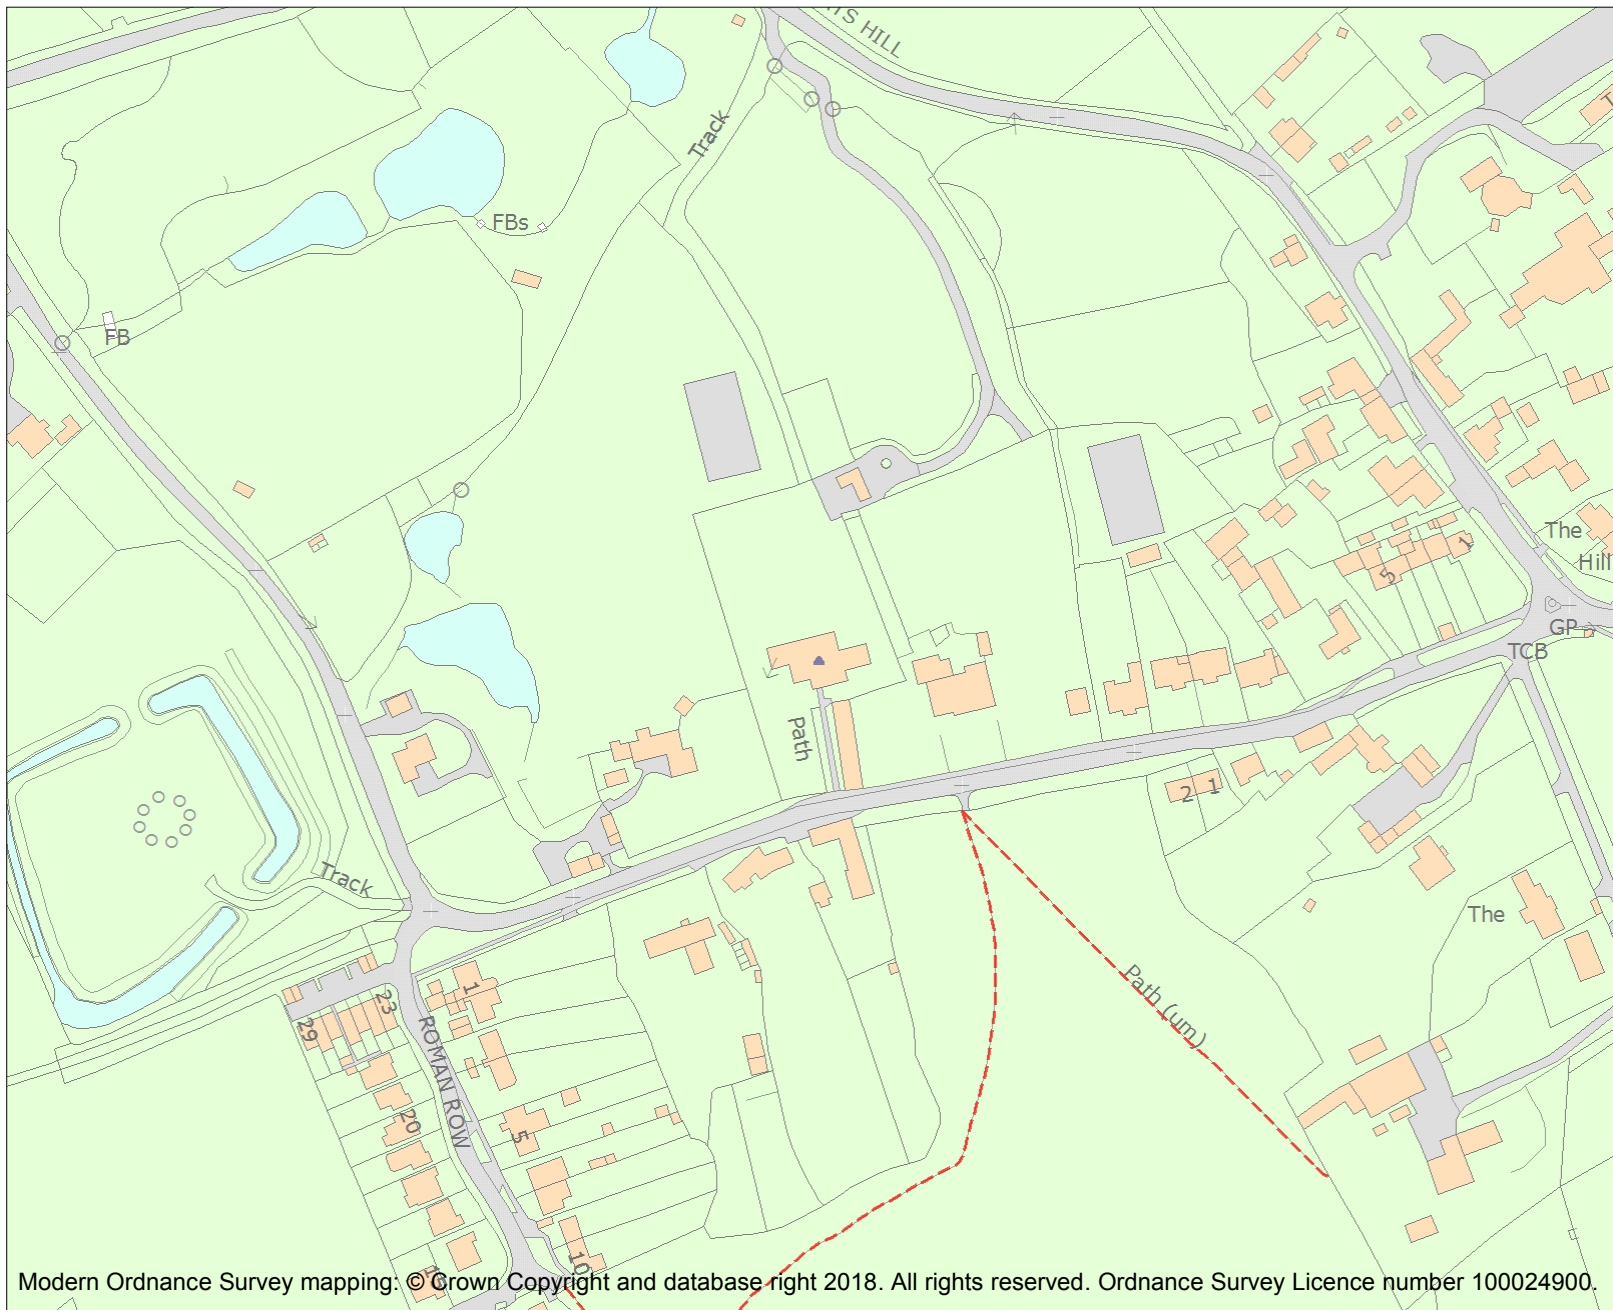 HILL
Track
FBs
FB
The
Hill
1
5
GP
TCB
Path
2 1
Track
The
Path (um)
1
23
29
ROMAN ROW
20
5
10
Modern Ordnance Survey mapping: © Crown Copyright and database right 2018. All rights reserved. Ordnance Survey Licence number 100024900.